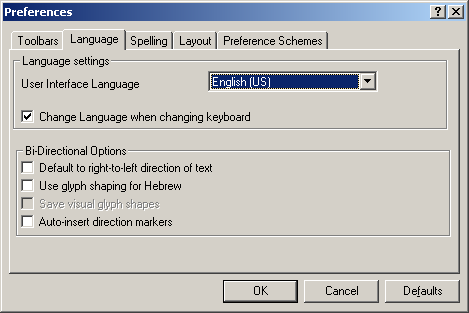 Preferences
Toolbars Language Spelling Layout Preference Schemes
Language settings
User Interface Language English (US)
Change Language when changing keyboard
Bi-Directional Options
Default to right-to-left direction of text
Use glyph shaping for Hebrew
Save visual glyph shapes
Auto-insert direction markers
OK Cancel Defaults